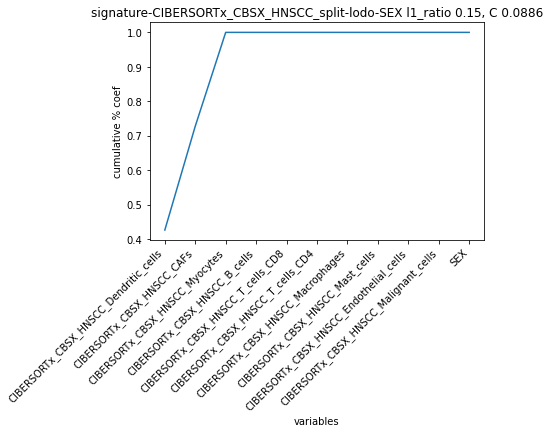 signature-CIBERSORTx_CBSX_HNSCC_split-lodo-SEX l1_ratio 0.15, C 0.0886
1.0
0.9
0.8
0.7
0.6
0.5
0.4
cumulative % coef
CIBERSORTx_CBSX_HNSCC_Dendritic_cells
CIBERSORTx_CBSX_HNSCC_CAFs
CIBERSORTx_CBSX_HNSCC_Myocytes
CIBERSORTx_CBSX_HNSCC_B_cells
CIBERSORTx_CBSX_HNSCC_T_cells_CD8
CIBERSORTx_CBSX_HNSCC_T_cells_CD4
CIBERSORTx_CBSX_HNSCC_Macrophages
CIBERSORTx_CBSX_HNSCC_Mast_cells
CIBERSORTx_CBSX_HNSCC_Endothelial_cells
CIBERSORTx_CBSX_HNSCC_Malignant_cells
SEX
variables